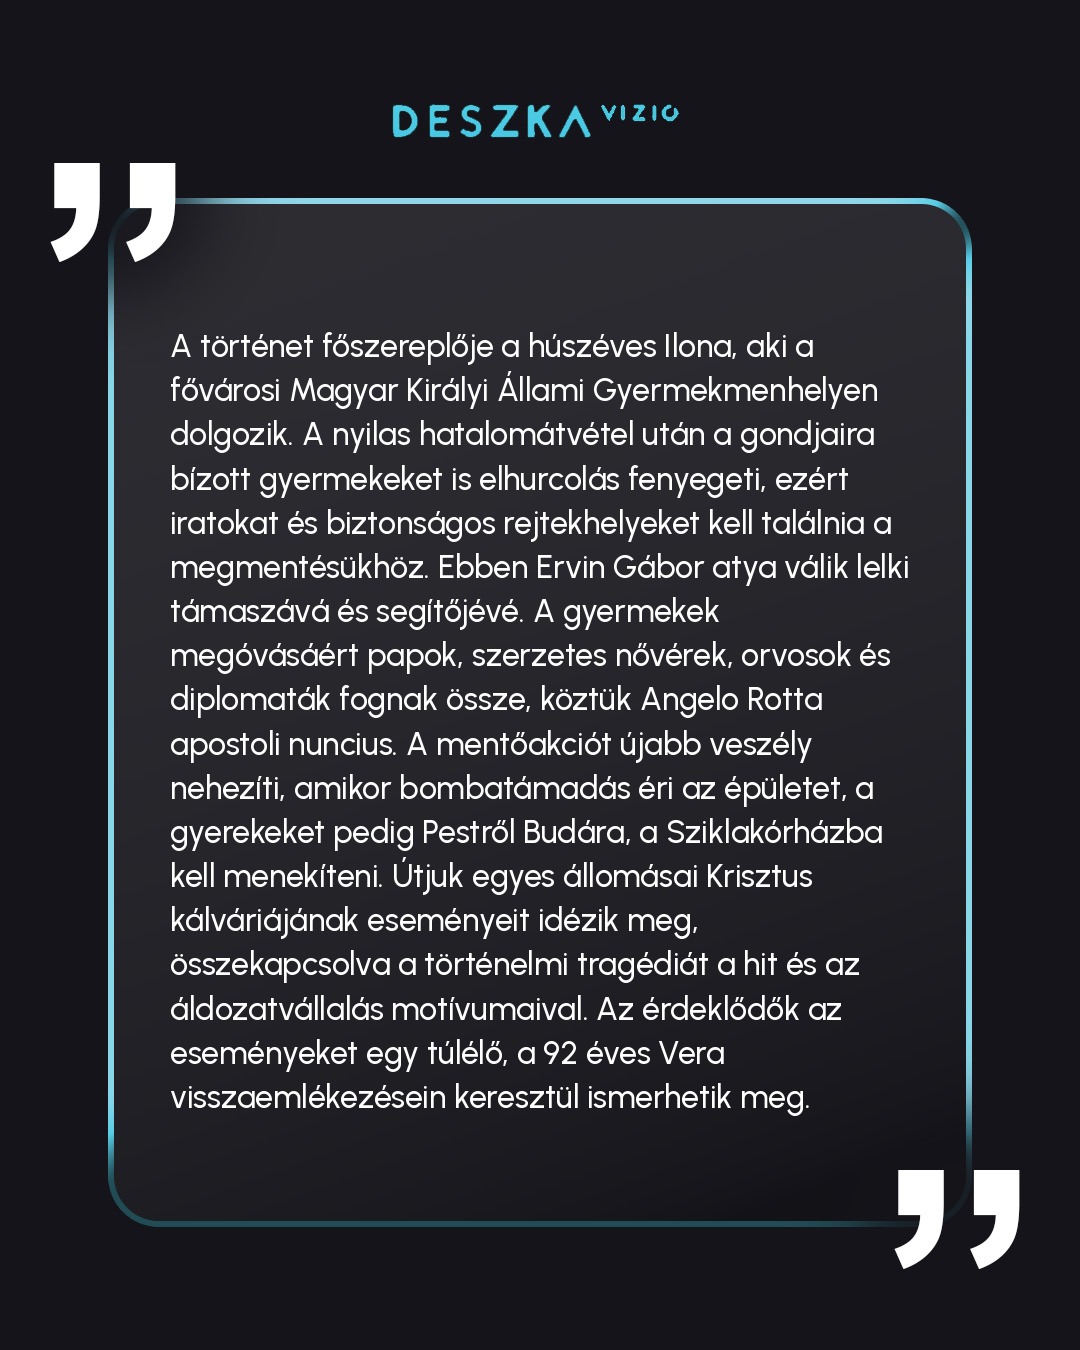 DESZKA VIZIO
”
A történet főszereplője a húszéves Ilona, aki a
fővárosi Magyar Királyi Állami Gyermekmenhelyen
dolgozik. A nyilas hatalomátvétel után a gondjaira
bízott gyermekeket is elhurcolás fenyegeti, ezért
iratokat és biztonságos rejtekhelyeket kell találnia a
megmentésükhöz. Ebben Ervin Gábor atya válik lelki
támaszává és segítőjévé. A gyermekek
megóvásáért papok, szerzetes nővérek, orvosok és
diplomaták fognak össze, köztük Angelo Rotta
apostoli nuncius. A mentőakciót újabb veszély
nehezíti, amikor bombatámadás éri az épületet, a
gyerekeket pedig Pestről Budára, a Sziklakórházba
kell menekíteni. Útjuk egyes állomásai Krisztus
kálváriájának eseményeit idézik meg,
összekapcsolva a történelmi tragédiát a hit és az
áldozatvállalás motívumaival. Az érdeklődők az
eseményeket egy túlélő, a 92 éves Vera
visszaemlékezésein keresztül ismerhetik meg.
”